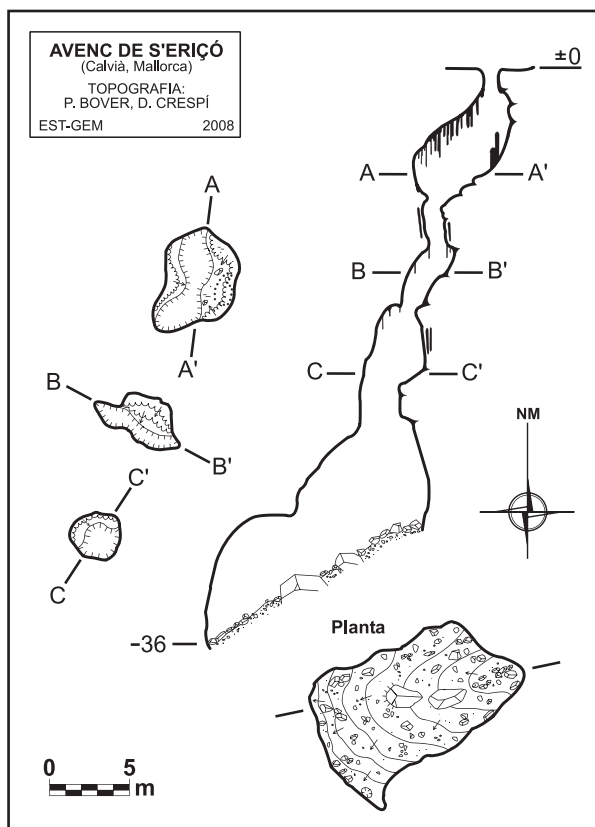 AVENC DE S'ERIÇÓ
(Calvià, Mallorca)
TOPOGRAFIA:
P. BOVER, D. CRESPÍ
EST-GEM 2008
±0
A A'
A
B B'
A'
C C'
B
B'
C'
NM
C
-36
Planta
0 5
m